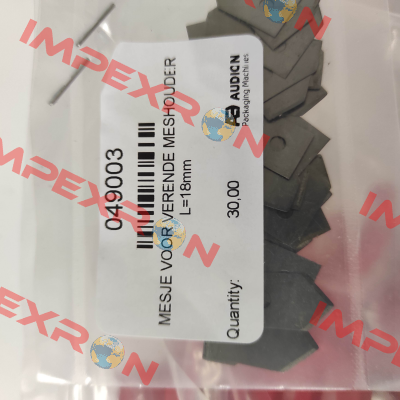 049003
MESJE VOOR VERENDE MESHOUDER
L=18mm
Quantity: 30,00
AUDION
Packaging Machines
IMPEXRON
IMPEXRON
IMPEXRON
IMPEXRON